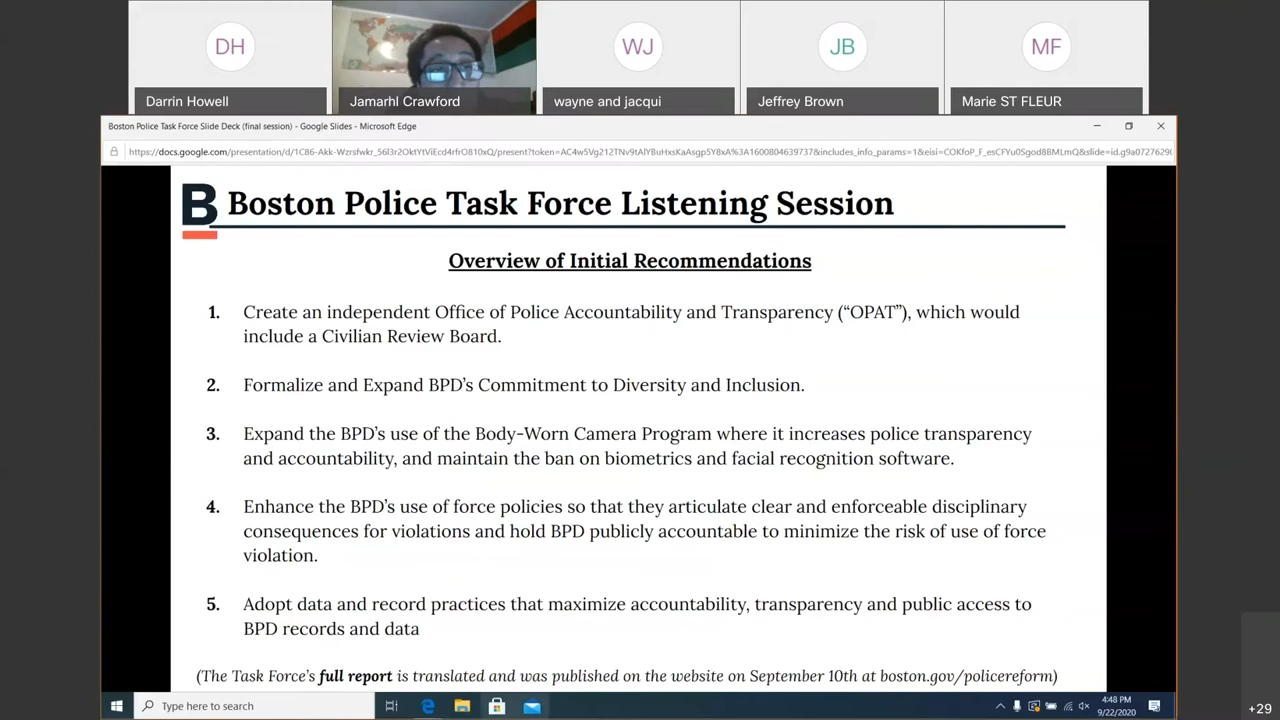 DH
WJ
JB
MF
Darrin Howell
Jamarhl Crawford
wayne and jacqui
Jeffrey Brown
Marie ST FLEUR
Boston Police Task Force Slide Deck (final session) - Google Slides - Microsoft Edge
B Boston Police Task Force Listening Session
Overview of Initial Recommendations
1. Create an independent Office of Police Accountability and Transparency (“OPAT”), which would
include a Civilian Review Board.
2. Formalize and Expand BPD’s Commitment to Diversity and Inclusion.
3. Expand the BPD’s use of the Body-Worn Camera Program where it increases police transparency
and accountability, and maintain the ban on biometrics and facial recognition software.
4. Enhance the BPD’s use of force policies so that they articulate clear and enforceable disciplinary
consequences for violations and hold BPD publicly accountable to minimize the risk of use of force
violation.
5. Adopt data and record practices that maximize accountability, transparency and public access to
BPD records and data
(The Task Force’s full report is translated and was published on the website on September 10th at boston.gov/policereform)
Type here to search
4:48 PM
9/22/2020
+29